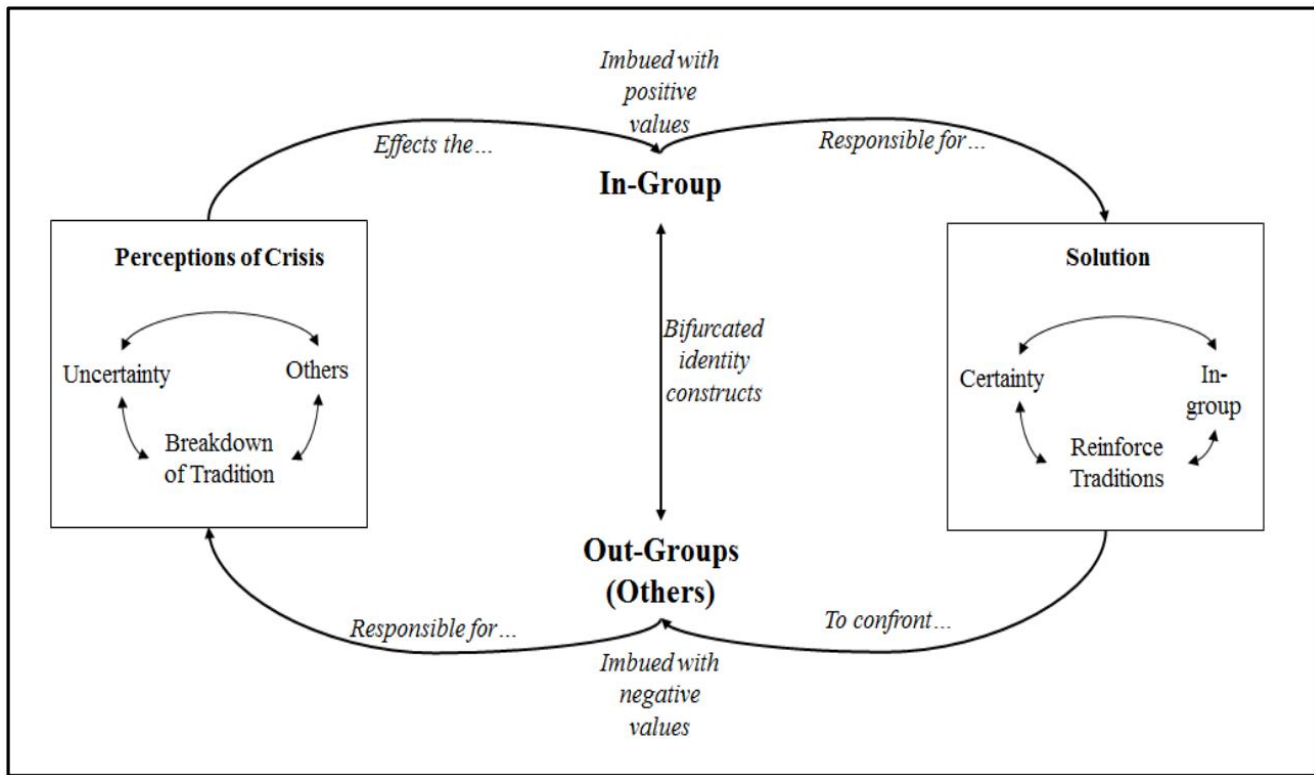 Imbued with
positive
values
Effects the...
Responsible for...
In-Group
Perceptions of Crisis
Uncertainty
Others
Breakdown
of Tradition
Bifurcated
identity
constructs
Solution
Certainty
In-
group
Reinforce
Traditions
Out-Groups
(Others)
Responsible for...
To confront...
Imbued with
negative
values